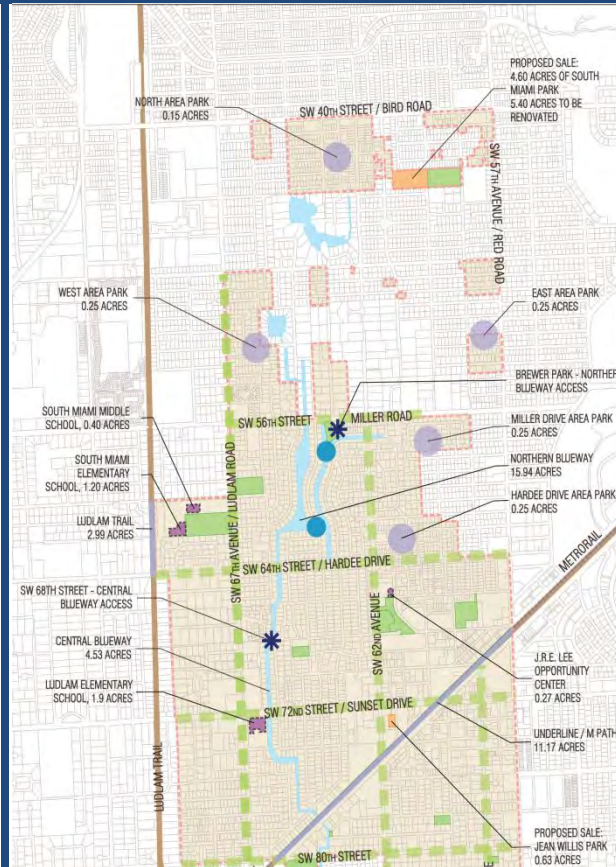 PROPOSED SALE:
4.60 ACRES OF SOUTH
MIAMI PARK
5.40 ACRES TO BE
RENOVATED
NORTH AREA PARK
0.15 ACRES
SW 40TH STREET / BIRD ROAD
SW 57TH AVENUE / RED ROAD
WEST AREA PARK
0.25 ACRES
EAST AREA PARK
0.25 ACRES
BREWER PARK - NORTHER
BLUEWAY ACCESS
SW 56TH STREET
MILLER ROAD
SOUTH MIAMI MIDDLE
SCHOOL, 0.40 ACRES
MILLER DRIVE AREA PARK
0.25 ACRES
SOUTH MIAMI
ELEMENTARY
SCHOOL, 1.20 ACRES
NORTHERN BLUEWAY
15.94 ACRES
SW 67TH AVENUE / LUDLAM ROAD
HARDEE DRIVE AREA PARK
0.25 ACRES
LUDLAM TRAIL
2.99 ACRES
METRORAIL
SW 64TH STREET / HARDEE DRIVE
SW 68TH STREET - CENTRAL
BLUEWAY ACCESS
SW 62ND AVENUE
CENTRAL BLUEWAY
4.53 ACRES
J.R.E. LEE
OPPORTUNITY
CENTER
0.27 ACRES
LUDLAM ELEMENTARY
SCHOOL, 1.9 ACRES
SW 72ND STREET / SUNSET DRIVE
UNDERLINE / M PATH
11.17 ACRES
LUDLAM TRAIL
PROPOSED SALE:
JEAN WILLIS PARK
0.63 ACRES
SW 80TH STREET